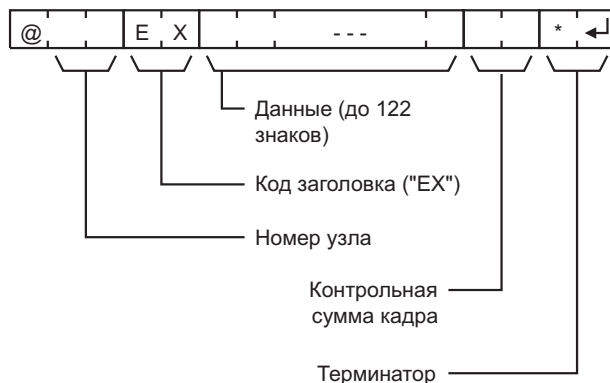 @ E X - - - * ↵
Данные (до 122
знаков)
Код заголовка ("EX")
Номер узла
Контрольная
сумма кадра
Терминатор